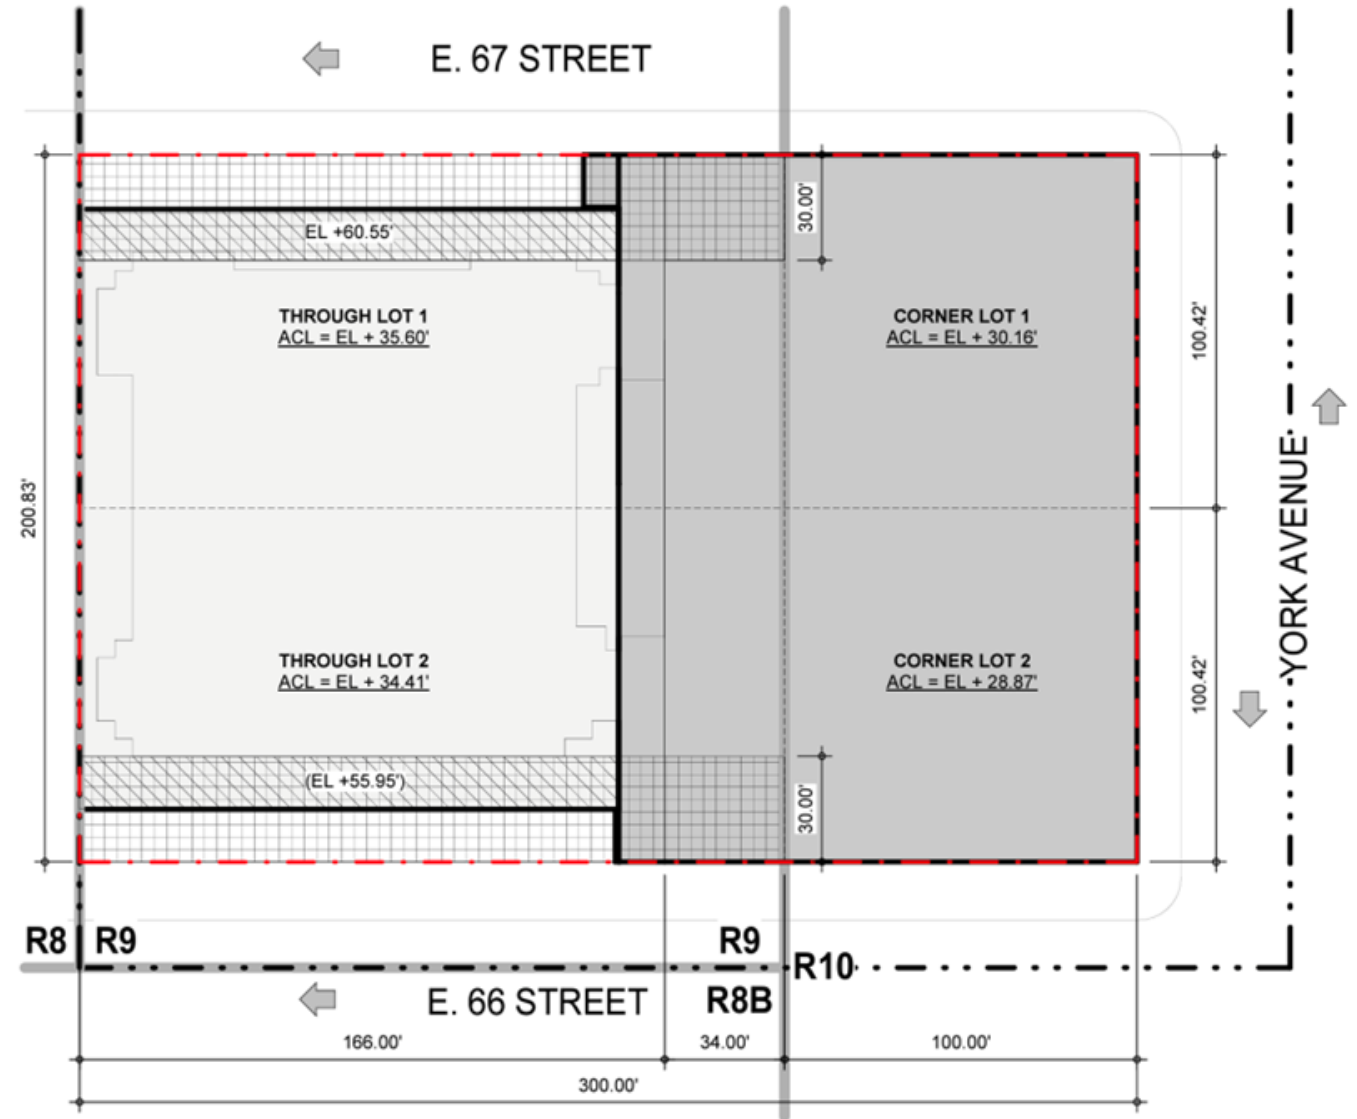 E. 67 STREET
30.00'
EL +60.55'
THROUGH LOT 1
ACL = EL + 35.60'
CORNER LOT 1
ACL = EL + 30.16'
100.42'
200.83'
YORK AVENUE
THROUGH LOT 2
ACL = EL + 34.41'
CORNER LOT 2
ACL = EL + 28.87'
100.42'
(EL +55.95')
30.00'
R8
R9
R9
R10
E. 66 STREET
R8B
166.00'
34.00'
100.00'
300.00'